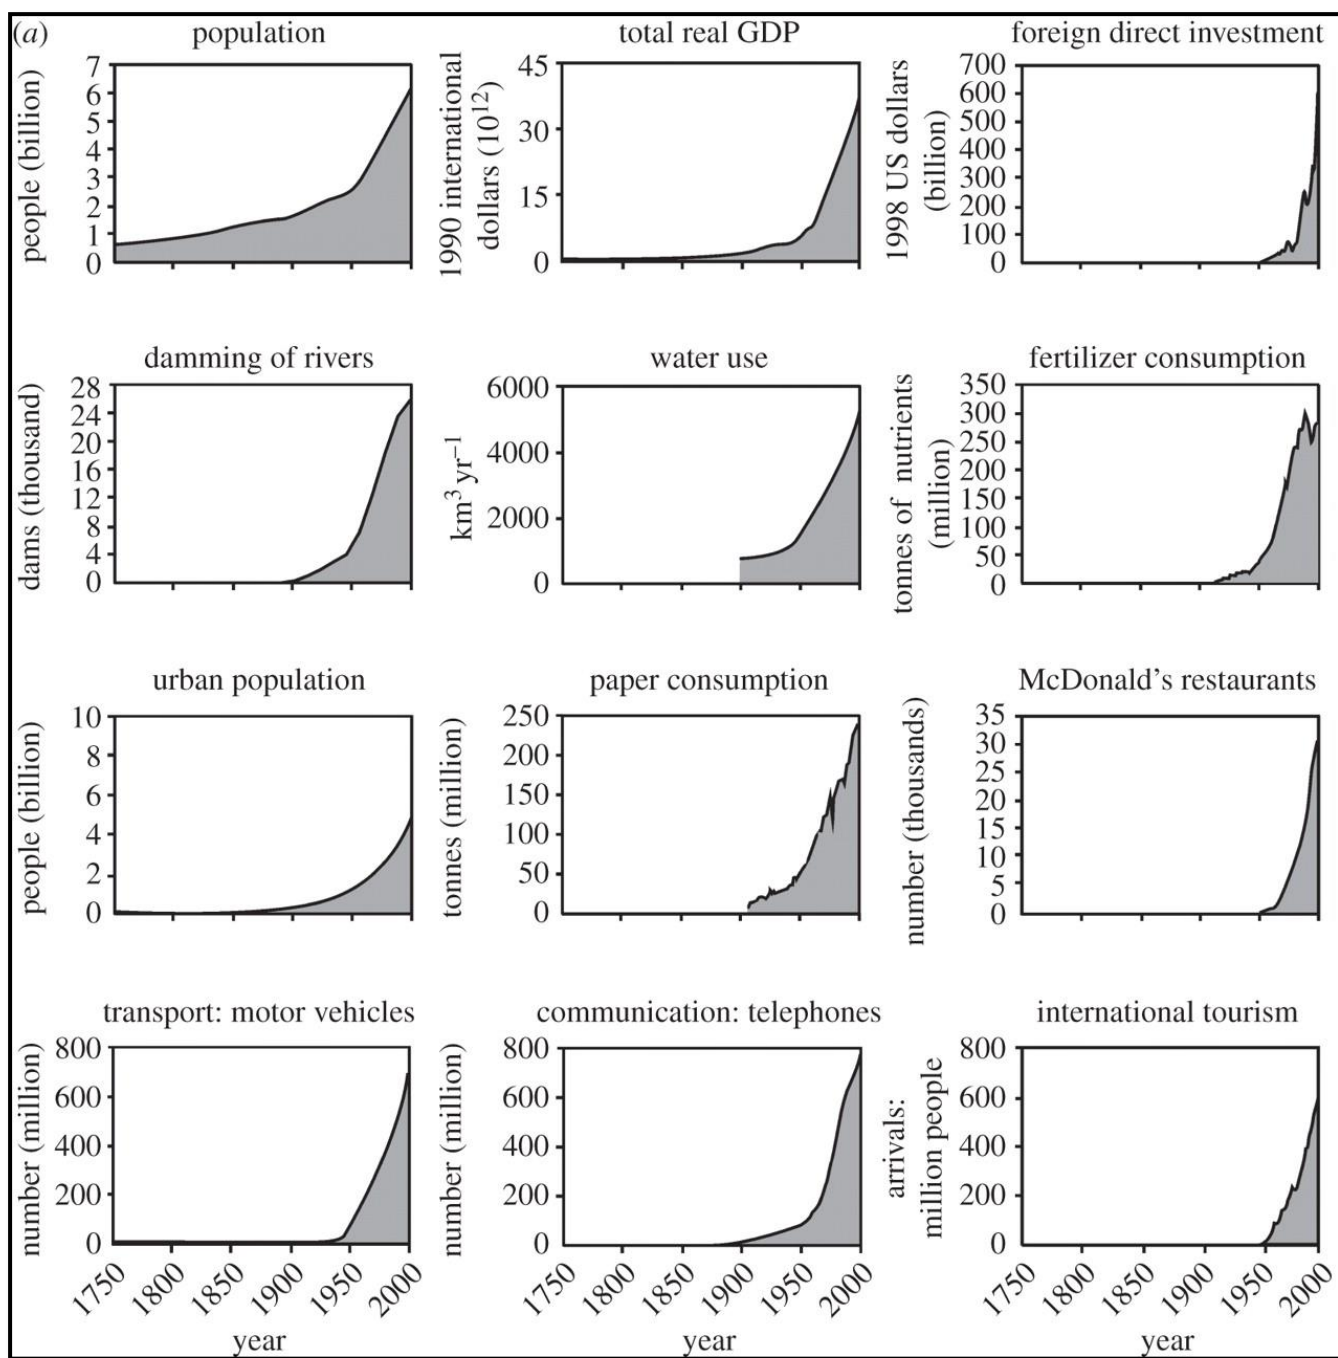 (a)
population
people (billion)
7
6
5
4
3
2
1
0
total real GDP
1990 international
dollars (10¹²)
45
30
15
0
foreign direct investment
1998 US dollars
(billion)
700
600
500
400
300
200
100
0
damming of rivers
dams (thousand)
28
24
20
16
12
8
4
0
water use
km³ yr⁻¹
6000
4000
2000
0
fertilizer consumption
tonnes of nutrients
(million)
350
300
250
200
150
100
50
0
urban population
people (billion)
10
8
6
4
2
0
paper consumption
tonnes (million)
250
200
150
100
50
0
McDonald's restaurants
number (thousands)
35
30
25
20
15
10
5
0
transport: motor vehicles
number (million)
800
600
400
200
0
1750
1800
1850
1900
1950
2000
year
communication: telephones
number (million)
800
600
400
200
0
1750
1800
1850
1900
1950
2000
year
international tourism
arrivals:
million people
800
600
400
200
0
1750
1800
1850
1900
1950
2000
year